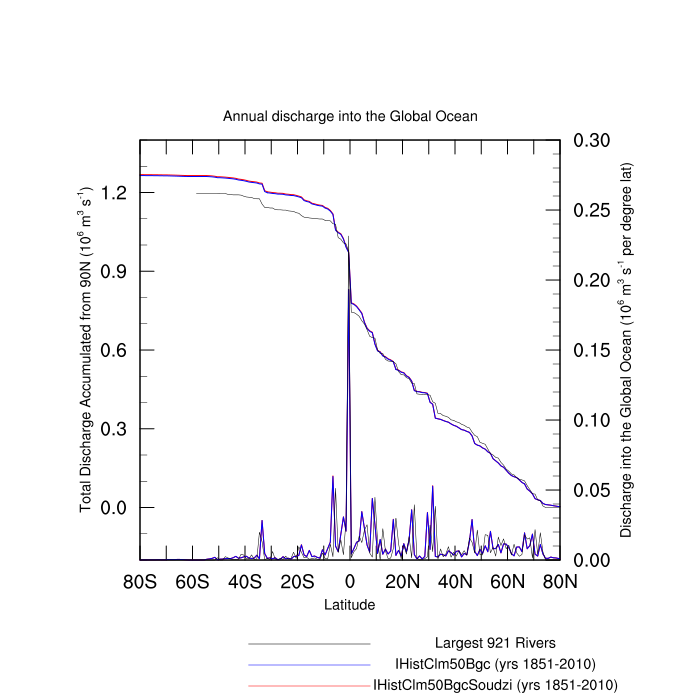 Annual discharge into the Global Ocean
0.30
1.2
0.25
0.9
0.20
0.6
0.15
0.3
0.10
0.0
0.05
0.00
Total Discharge Accumulated from 90N (10⁶ m³ s⁻¹)
Discharge into the Global Ocean (10⁶ m³ s⁻¹ per degree lat)
80S 60S 40S 20S 0 20N 40N 60N 80N
Latitude
Largest 921 Rivers
IHistClm50Bgc (yrs 1851-2010)
IHistClm50BgcSoudzi (yrs 1851-2010)